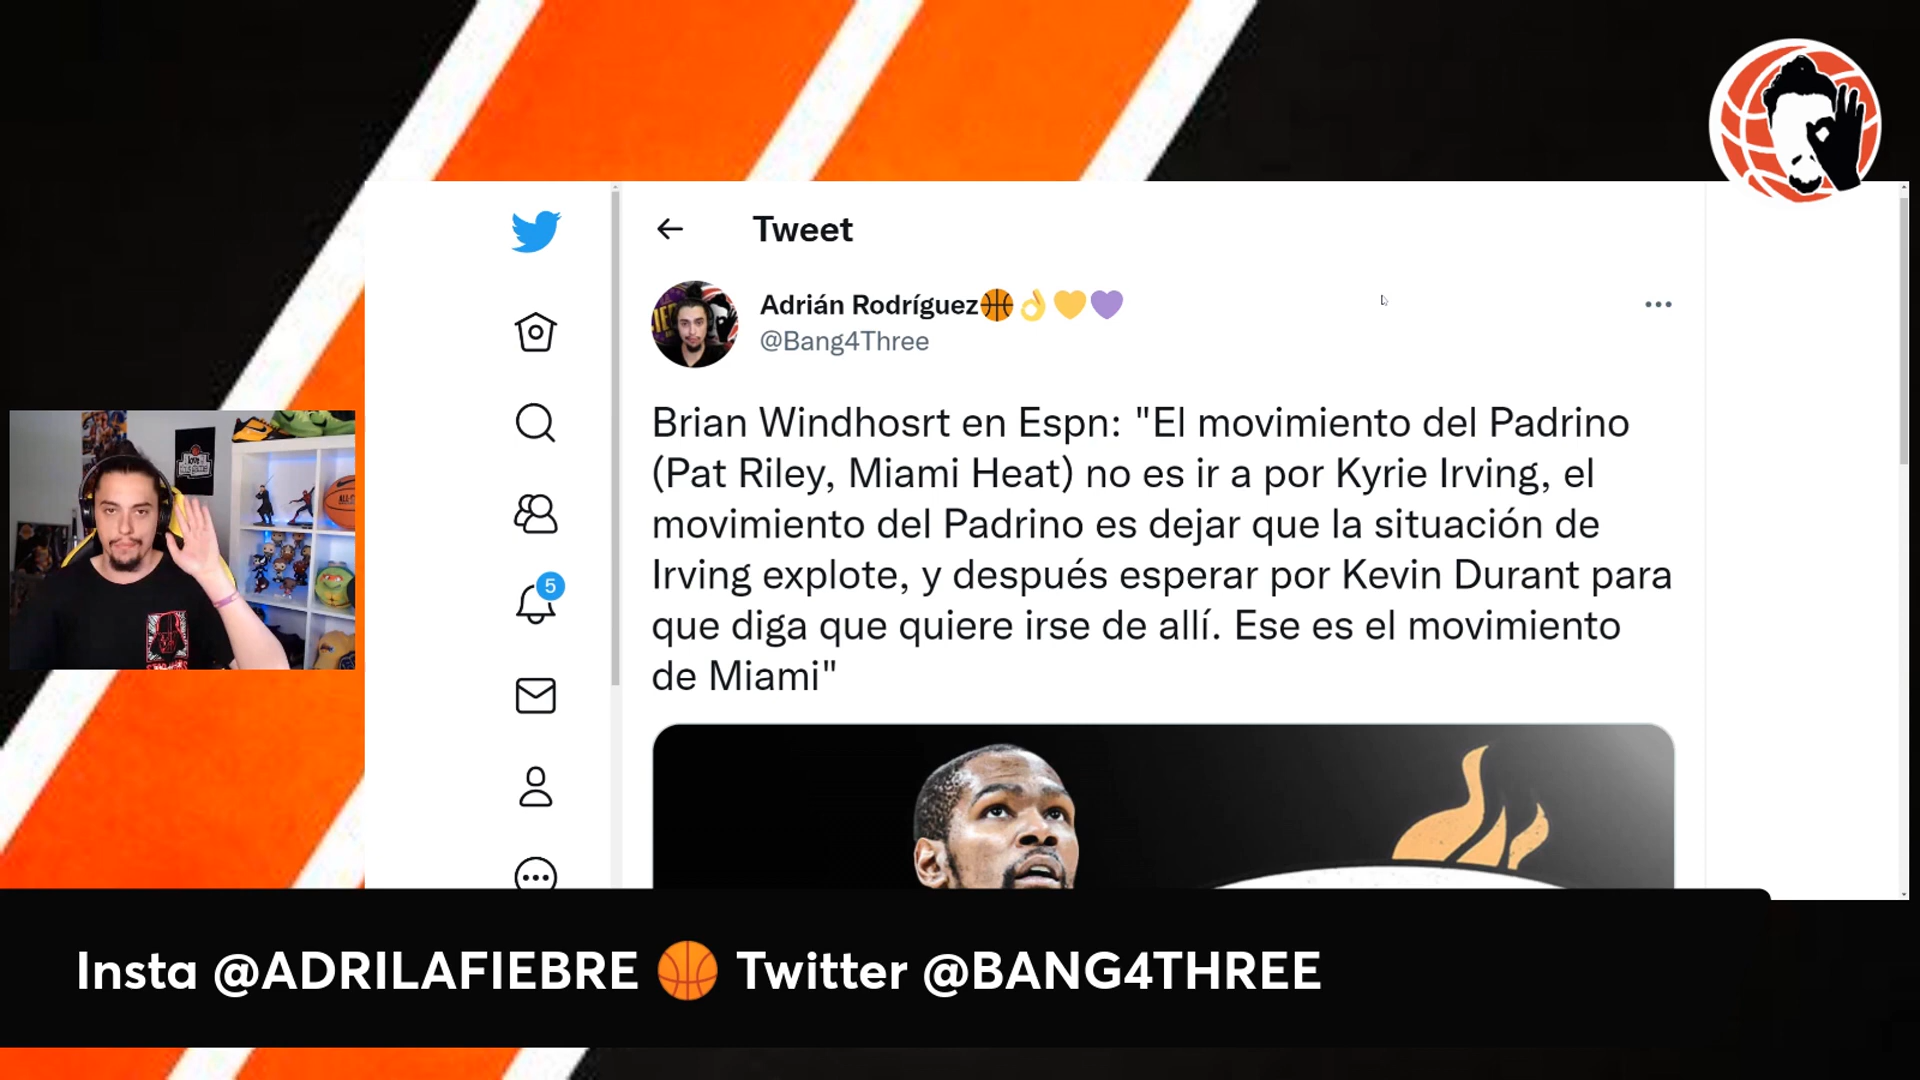 Tweet
Adrián Rodríguez🏀👌💛💜
@Bang4Three
Brian Windhosrt en Espn: "El movimiento del Padrino
(Pat Riley, Miami Heat) no es ir a por Kyrie Irving, el
movimiento del Padrino es dejar que la situación de
Irving explote, y después esperar por Kevin Durant para
que diga que quiere irse de allí. Ese es el movimiento
de Miami"
5
Insta @ADRILAFIEBRE 🏀 Twitter @BANG4THREE